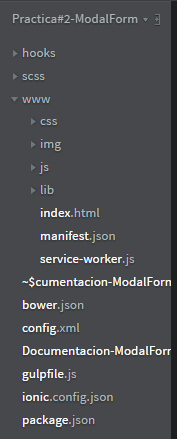 Practica#2-ModalForm
hooks
scss
www
css
img
js
lib
index.html
manifest.json
service-worker.js
~$cumentacion-ModalForm
bower.json
config.xml
Documentacion-ModalForm
gulpfile.js
ionic.config.json
package.json